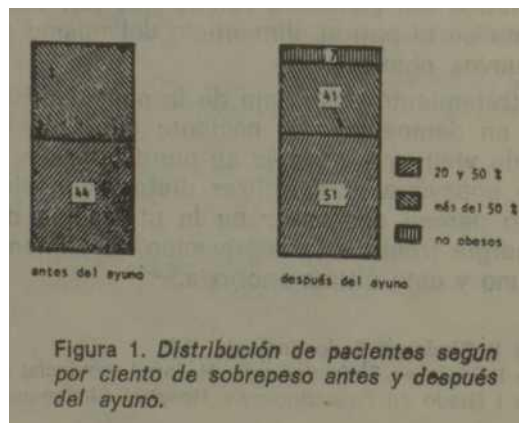 41
44
51
20 y 50 %
más del 50 %
no obesos
antes del ayuno
después del ayuno
Figura 1. Distribución de pacientes según
por ciento de sobrepeso antes y después
del ayuno.